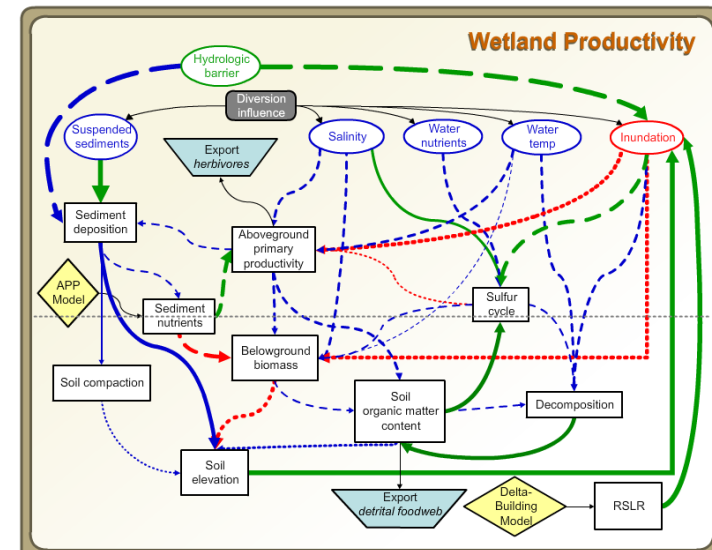 Wetland Productivity
Hydrologic
barrier
Diversion
influence
Suspended
sediments
Salinity
Water
nutrients
Water
temp
Inundation
Export
herbivores
Sediment
deposition
Aboveground
primary
productivity
APP
Model
Sediment
nutrients
Sulfur
cycle
Belowground
biomass
Soil compaction
Soil
organic matter
content
Decomposition
Soil
elevation
Export
detrital foodweb
Delta-
Building
Model
RSLR